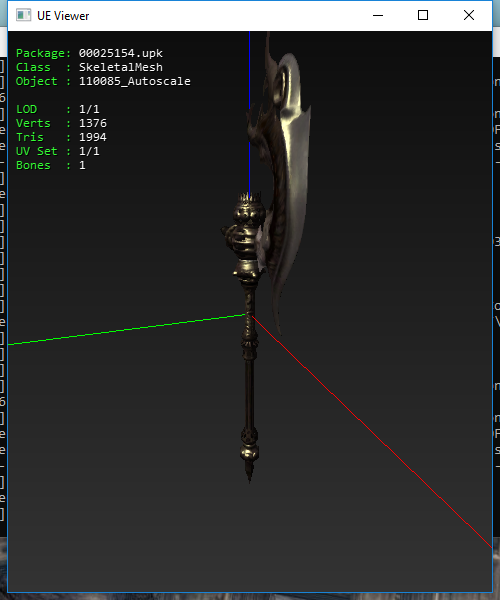 UE Viewer
Package: 00025154.upk
Class : SkeletalMesh
Object : 110085_Autoscale
LOD : 1/1
Verts : 1376
Tris : 1994
UV Set : 1/1
Bones : 1